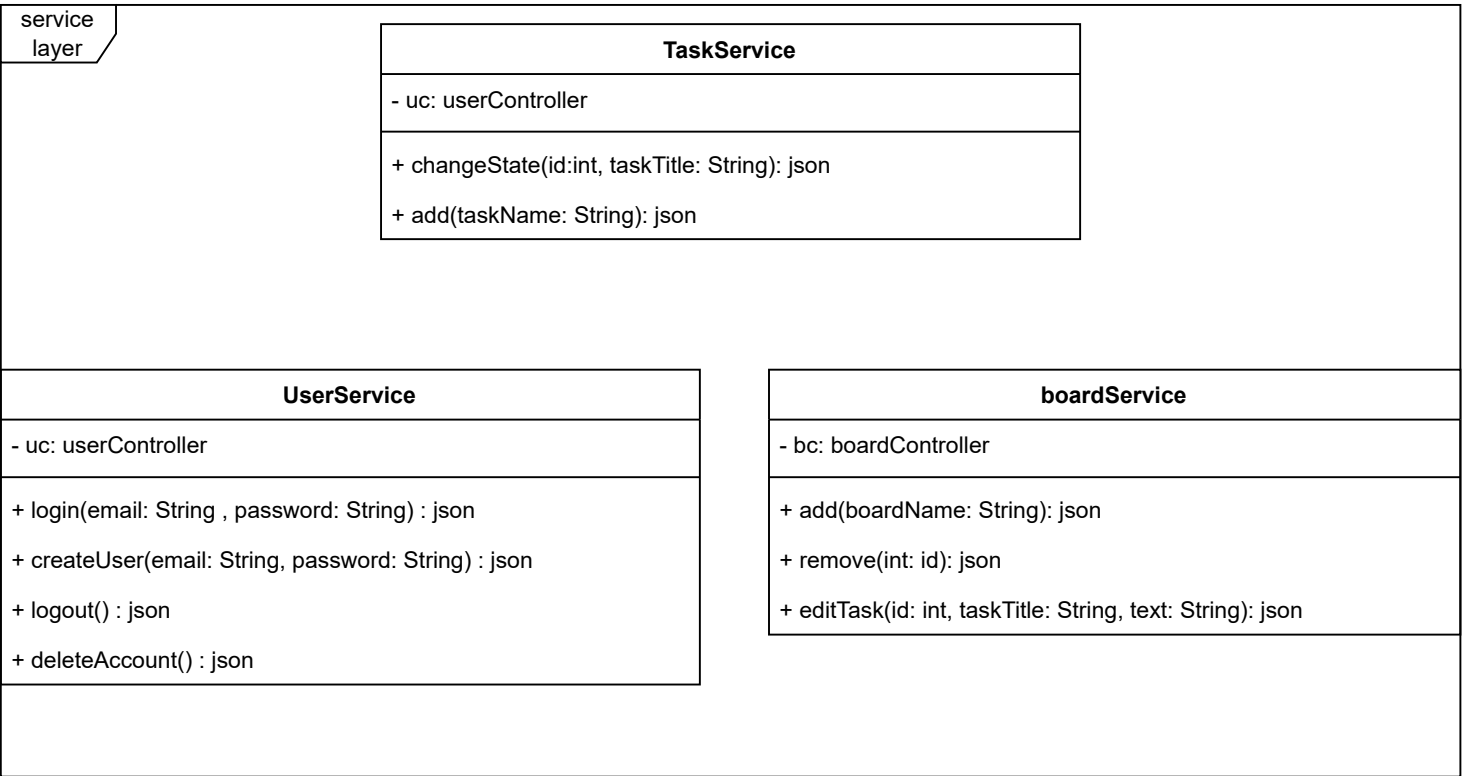 service
layer
TaskService
- uc: userController
+ changeState(id:int, taskTitle: String): json
+ add(taskName: String): json
UserService
- uc: userController
+ login(email: String , password: String) : json
+ createUser(email: String, password: String) : json
+ logout() : json
+ deleteAccount() : json
boardService
- bc: boardController
+ add(boardName: String): json
+ remove(int: id): json
+ editTask(id: int, taskTitle: String, text: String): json